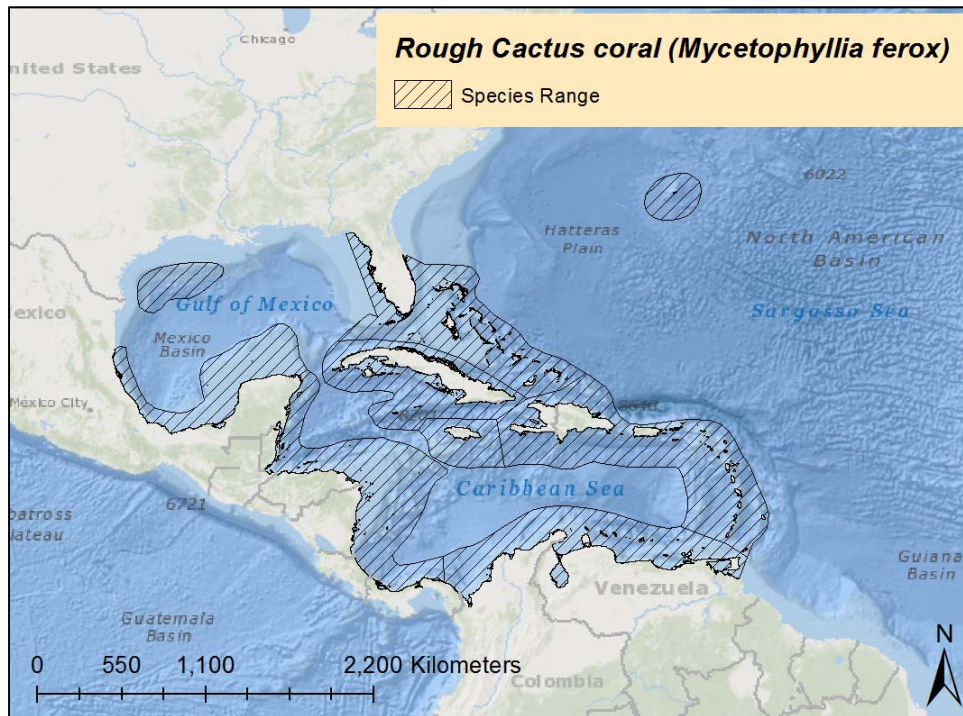 Chicago
Rough Cactus coral (Mycetophyllia ferox)
Species Range
nited States
6022
Hatteras
Plain
North American
Basin
Gulf of Mexico
Sargasso Sea
exico
Mexico
Basin
México City
Caribbean Sea
6721
batross
lateau
Guiana
Basin
Venezuela
Guatemala
Basin
N
0 550 1,100 2,200 Kilometers
Colombia